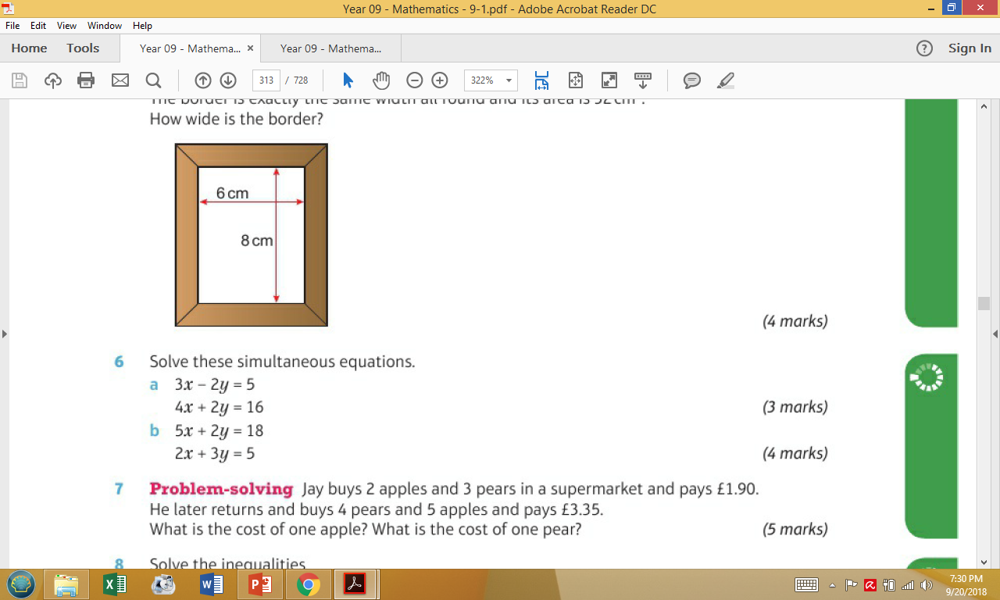 Year 09 - Mathematics - 9-1.pdf - Adobe Acrobat Reader DC
File Edit View Window Help
Home Tools Year 09 - Mathema... × Year 09 - Mathema... Sign In
313 / 728 322%
The border is exactly the same width all round and its area is 52 cm².
How wide is the border?
6 cm
8 cm
(4 marks)
6 Solve these simultaneous equations.
a 3x − 2y = 5
4x + 2y = 16 (3 marks)
b 5x + 2y = 18
2x + 3y = 5 (4 marks)
7 Problem-solving Jay buys 2 apples and 3 pears in a supermarket and pays £1.90.
He later returns and buys 4 pears and 5 apples and pays £3.35.
What is the cost of one apple? What is the cost of one pear? (5 marks)
8 Solve the inequalities
7:30 PM
9/20/2018